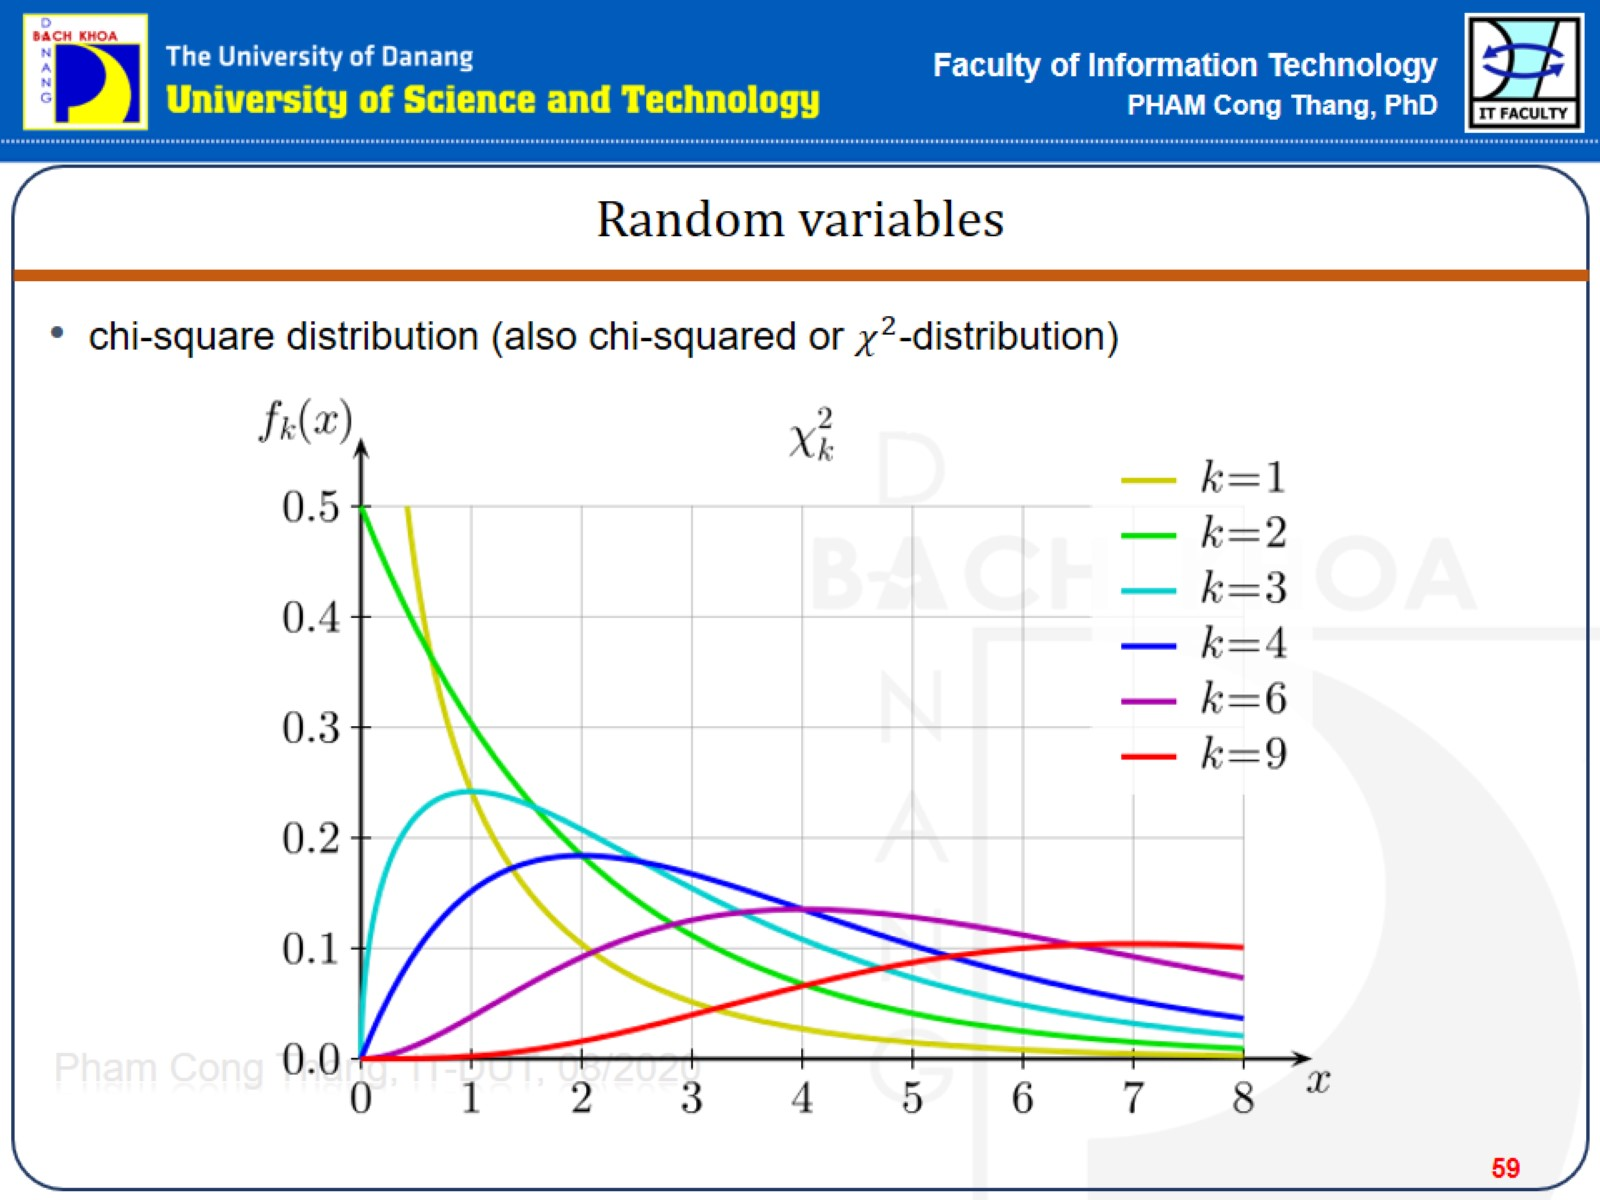 D
BACH KHOA
N
A
N
G
The University of Danang
University of Science and Technology
Faculty of Information Technology
PHAM Cong Thang, PhD
IT FACULTY
Random variables
• chi-square distribution (also chi-squared or χ²-distribution)
fₖ(x)
χ²ₖ
k=1
k=2
k=3
k=4
k=6
k=9
0.5
0.4
0.3
0.2
0.1
0.0
0 1 2 3 4 5 6 7 8
x
D
BACH KHOA
N
A
N
G
Pham Cong Thang, IT-DUT, 08/2020
59